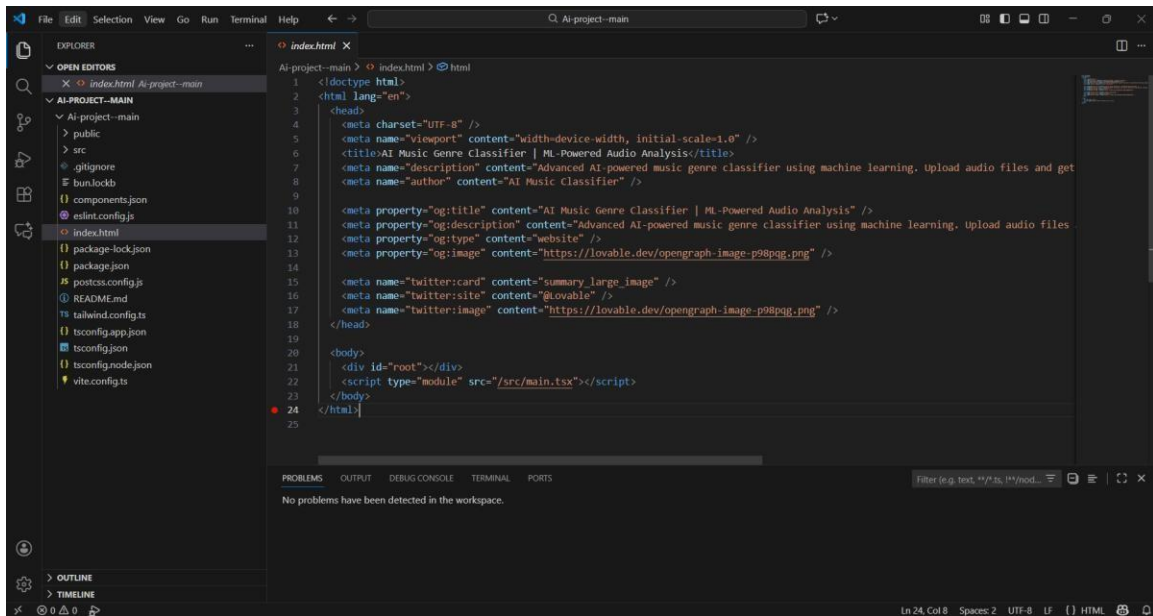 File Edit Selection View Go Run Terminal Help
Ai-project--main
EXPLORER
OPEN EDITORS
index.html Ai-project--main
AI-PROJECT--MAIN
Ai-project--main
public
src
.gitignore
bun.lockb
components.json
eslint.config.js
index.html
package-lock.json
package.json
postcss.config.js
README.md
tailwind.config.ts
tsconfig.app.json
tsconfig.json
tsconfig.node.json
vite.config.ts
OUTLINE
TIMELINE
index.html
Ai-project--main > index.html > html
1 <!doctype html>
2 <html lang="en">
3 <head>
4 <meta charset="UTF-8" />
5 <meta name="viewport" content="width=device-width, initial-scale=1.0" />
6 <title>AI Music Genre Classifier | ML-Powered Audio Analysis</title>
7 <meta name="description" content="Advanced AI-powered music genre classifier using machine learning. Upload audio files and get
8 <meta name="author" content="AI Music Classifier" />
9
10 <meta property="og:title" content="AI Music Genre Classifier | ML-Powered Audio Analysis" />
11 <meta property="og:description" content="Advanced AI-powered music genre classifier using machine learning. Upload audio files
12 <meta property="og:type" content="website" />
13 <meta property="og:image" content="https://lovable.dev/opengraph-image-p98pqg.png" />
14
15 <meta name="twitter:card" content="summary_large_image" />
16 <meta name="twitter:site" content="@Lovable" />
17 <meta name="twitter:image" content="https://lovable.dev/opengraph-image-p98pqg.png" />
18 </head>
19
20 <body>
21 <div id="root"></div>
22 <script type="module" src="/src/main.tsx"></script>
23 </body>
24 </html>
25
PROBLEMS OUTPUT DEBUG CONSOLE TERMINAL PORTS
Filter (e.g. text, **/*.ts, !**/nod...
No problems have been detected in the workspace.
0 0
Ln 24, Col 8 Spaces: 2 UTF-8 LF {} HTML